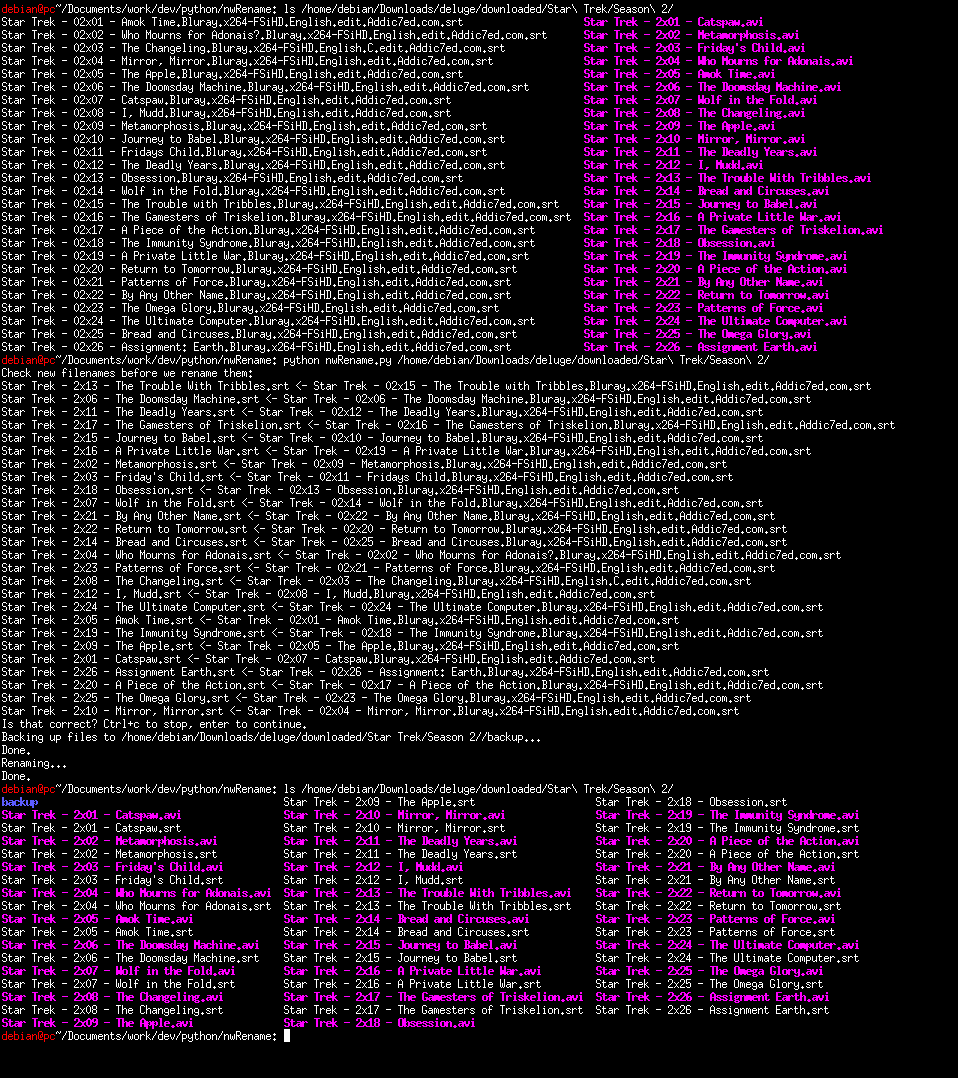 debian@pc~/Documents/work/dev/python/nwRename: ls /home/debian/Downloads/deluge/downloaded/Star\ Trek/Season\ 2/
Star Trek - 02x01 - Amok Time.Bluray.x264-FSiHD.English.edit.Addic7ed.com.srt Star Trek - 2x01 - Catspaw.avi
Star Trek - 02x02 - Who Mourns for Adonais?.Bluray.x264-FSiHD.English.edit.Addic7ed.com.srt Star Trek - 2x02 - Metamorphosis.avi
Star Trek - 02x03 - The Changeling.Bluray.x264-FSiHD.English.C.edit.Addic7ed.com.srt Star Trek - 2x03 - Friday's Child.avi
Star Trek - 02x04 - Mirror, Mirror.Bluray.x264-FSiHD.English.edit.Addic7ed.com.srt Star Trek - 2x04 - Who Mourns for Adonais.avi
Star Trek - 02x05 - The Apple.Bluray.x264-FSiHD.English.edit.Addic7ed.com.srt Star Trek - 2x05 - Amok Time.avi
Star Trek - 02x06 - The Doomsday Machine.Bluray.x264-FSiHD.English.edit.Addic7ed.com.srt Star Trek - 2x06 - The Doomsday Machine.avi
Star Trek - 02x07 - Catspaw.Bluray.x264-FSiHD.English.edit.Addic7ed.com.srt Star Trek - 2x07 - Wolf in the Fold.avi
Star Trek - 02x08 - I, Mudd.Bluray.x264-FSiHD.English.edit.Addic7ed.com.srt Star Trek - 2x08 - The Changeling.avi
Star Trek - 02x09 - Metamorphosis.Bluray.x264-FSiHD.English.edit.Addic7ed.com.srt Star Trek - 2x09 - The Apple.avi
Star Trek - 02x10 - Journey to Babel.Bluray.x264-FSiHD.English.edit.Addic7ed.com.srt Star Trek - 2x10 - Mirror, Mirror.avi
Star Trek - 02x11 - Fridays Child.Bluray.x264-FSiHD.English.edit.Addic7ed.com.srt Star Trek - 2x11 - The Deadly Years.avi
Star Trek - 02x12 - The Deadly Years.Bluray.x264-FSiHD.English.edit.Addic7ed.com.srt Star Trek - 2x12 - I, Mudd.avi
Star Trek - 02x13 - Obsession.Bluray.x264-FSiHD.English.edit.Addic7ed.com.srt Star Trek - 2x13 - The Trouble With Tribbles.avi
Star Trek - 02x14 - Wolf in the Fold.Bluray.x264-FSiHD.English.edit.Addic7ed.com.srt Star Trek - 2x14 - Bread and Circuses.avi
Star Trek - 02x15 - The Trouble with Tribbles.Bluray.x264-FSiHD.English.edit.Addic7ed.com.srt Star Trek - 2x15 - Journey to Babel.avi
Star Trek - 02x16 - The Gamesters of Triskelion.Bluray.x264-FSiHD.English.edit.Addic7ed.com.srt Star Trek - 2x16 - A Private Little War.avi
Star Trek - 02x17 - A Piece of the Action.Bluray.x264-FSiHD.English.edit.Addic7ed.com.srt Star Trek - 2x17 - The Gamesters of Triskelion.avi
Star Trek - 02x18 - The Immunity Syndrome.Bluray.x264-FSiHD.English.edit.Addic7ed.com.srt Star Trek - 2x18 - Obsession.avi
Star Trek - 02x19 - A Private Little War.Bluray.x264-FSiHD.English.edit.Addic7ed.com.srt Star Trek - 2x19 - The Immunity Syndrome.avi
Star Trek - 02x20 - Return to Tomorrow.Bluray.x264-FSiHD.English.edit.Addic7ed.com.srt Star Trek - 2x20 - A Piece of the Action.avi
Star Trek - 02x21 - Patterns of Force.Bluray.x264-FSiHD.English.edit.Addic7ed.com.srt Star Trek - 2x21 - By Any Other Name.avi
Star Trek - 02x22 - By Any Other Name.Bluray.x264-FSiHD.English.edit.Addic7ed.com.srt Star Trek - 2x22 - Return to Tomorrow.avi
Star Trek - 02x23 - The Omega Glory.Bluray.x264-FSiHD.English.edit.Addic7ed.com.srt Star Trek - 2x23 - Patterns of Force.avi
Star Trek - 02x24 - The Ultimate Computer.Bluray.x264-FSiHD.English.edit.Addic7ed.com.srt Star Trek - 2x24 - The Ultimate Computer.avi
Star Trek - 02x25 - Bread and Circuses.Bluray.x264-FSiHD.English.edit.Addic7ed.com.srt Star Trek - 2x25 - The Omega Glory.avi
Star Trek - 02x26 - Assignment: Earth.Bluray.x264-FSiHD.English.edit.Addic7ed.com.srt Star Trek - 2x26 - Assignment Earth.avi
debian@pc~/Documents/work/dev/python/nwRename: python nwRename.py /home/debian/Downloads/deluge/downloaded/Star\ Trek/Season\ 2/
Check new filenames before we rename them:
Star Trek - 2x13 - The Trouble With Tribbles.srt <- Star Trek - 02x15 - The Trouble with Tribbles.Bluray.x264-FSiHD.English.edit.Addic7ed.com.srt
Star Trek - 2x06 - The Doomsday Machine.srt <- Star Trek - 02x06 - The Doomsday Machine.Bluray.x264-FSiHD.English.edit.Addic7ed.com.srt
Star Trek - 2x11 - The Deadly Years.srt <- Star Trek - 02x12 - The Deadly Years.Bluray.x264-FSiHD.English.edit.Addic7ed.com.srt
Star Trek - 2x17 - The Gamesters of Triskelion.srt <- Star Trek - 02x16 - The Gamesters of Triskelion.Bluray.x264-FSiHD.English.edit.Addic7ed.com.srt
Star Trek - 2x15 - Journey to Babel.srt <- Star Trek - 02x10 - Journey to Babel.Bluray.x264-FSiHD.English.edit.Addic7ed.com.srt
Star Trek - 2x16 - A Private Little War.srt <- Star Trek - 02x19 - A Private Little War.Bluray.x264-FSiHD.English.edit.Addic7ed.com.srt
Star Trek - 2x02 - Metamorphosis.srt <- Star Trek - 02x09 - Metamorphosis.Bluray.x264-FSiHD.English.edit.Addic7ed.com.srt
Star Trek - 2x03 - Friday's Child.srt <- Star Trek - 02x11 - Fridays Child.Bluray.x264-FSiHD.English.edit.Addic7ed.com.srt
Star Trek - 2x18 - Obsession.srt <- Star Trek - 02x13 - Obsession.Bluray.x264-FSiHD.English.edit.Addic7ed.com.srt
Star Trek - 2x07 - Wolf in the Fold.srt <- Star Trek - 02x14 - Wolf in the Fold.Bluray.x264-FSiHD.English.edit.Addic7ed.com.srt
Star Trek - 2x21 - By Any Other Name.srt <- Star Trek - 02x22 - By Any Other Name.Bluray.x264-FSiHD.English.edit.Addic7ed.com.srt
Star Trek - 2x22 - Return to Tomorrow.srt <- Star Trek - 02x20 - Return to Tomorrow.Bluray.x264-FSiHD.English.edit.Addic7ed.com.srt
Star Trek - 2x14 - Bread and Circuses.srt <- Star Trek - 02x25 - Bread and Circuses.Bluray.x264-FSiHD.English.edit.Addic7ed.com.srt
Star Trek - 2x04 - Who Mourns for Adonais.srt <- Star Trek - 02x02 - Who Mourns for Adonais?.Bluray.x264-FSiHD.English.edit.Addic7ed.com.srt
Star Trek - 2x23 - Patterns of Force.srt <- Star Trek - 02x21 - Patterns of Force.Bluray.x264-FSiHD.English.edit.Addic7ed.com.srt
Star Trek - 2x08 - The Changeling.srt <- Star Trek - 02x03 - The Changeling.Bluray.x264-FSiHD.English.C.edit.Addic7ed.com.srt
Star Trek - 2x12 - I, Mudd.srt <- Star Trek - 02x08 - I, Mudd.Bluray.x264-FSiHD.English.edit.Addic7ed.com.srt
Star Trek - 2x24 - The Ultimate Computer.srt <- Star Trek - 02x24 - The Ultimate Computer.Bluray.x264-FSiHD.English.edit.Addic7ed.com.srt
Star Trek - 2x05 - Amok Time.srt <- Star Trek - 02x01 - Amok Time.Bluray.x264-FSiHD.English.edit.Addic7ed.com.srt
Star Trek - 2x19 - The Immunity Syndrome.srt <- Star Trek - 02x18 - The Immunity Syndrome.Bluray.x264-FSiHD.English.edit.Addic7ed.com.srt
Star Trek - 2x09 - The Apple.srt <- Star Trek - 02x05 - The Apple.Bluray.x264-FSiHD.English.edit.Addic7ed.com.srt
Star Trek - 2x01 - Catspaw.srt <- Star Trek - 02x07 - Catspaw.Bluray.x264-FSiHD.English.edit.Addic7ed.com.srt
Star Trek - 2x26 - Assignment Earth.srt <- Star Trek - 02x26 - Assignment: Earth.Bluray.x264-FSiHD.English.edit.Addic7ed.com.srt
Star Trek - 2x20 - A Piece of the Action.srt <- Star Trek - 02x17 - A Piece of the Action.Bluray.x264-FSiHD.English.edit.Addic7ed.com.srt
Star Trek - 2x25 - The Omega Glory.srt <- Star Trek - 02x23 - The Omega Glory.Bluray.x264-FSiHD.English.edit.Addic7ed.com.srt
Star Trek - 2x10 - Mirror, Mirror.srt <- Star Trek - 02x04 - Mirror, Mirror.Bluray.x264-FSiHD.English.edit.Addic7ed.com.srt
Is that correct? Ctrl+c to stop, enter to continue.
Backing up files to /home/debian/Downloads/deluge/downloaded/Star Trek/Season 2//backup...
Done.
Renaming...
Done.
debian@pc~/Documents/work/dev/python/nwRename: ls /home/debian/Downloads/deluge/downloaded/Star\ Trek/Season\ 2/
backup Star Trek - 2x09 - The Apple.srt Star Trek - 2x18 - Obsession.srt
Star Trek - 2x01 - Catspaw.avi Star Trek - 2x10 - Mirror, Mirror.avi Star Trek - 2x19 - The Immunity Syndrome.avi
Star Trek - 2x01 - Catspaw.srt Star Trek - 2x10 - Mirror, Mirror.srt Star Trek - 2x19 - The Immunity Syndrome.srt
Star Trek - 2x02 - Metamorphosis.avi Star Trek - 2x11 - The Deadly Years.avi Star Trek - 2x20 - A Piece of the Action.avi
Star Trek - 2x02 - Metamorphosis.srt Star Trek - 2x11 - The Deadly Years.srt Star Trek - 2x20 - A Piece of the Action.srt
Star Trek - 2x03 - Friday's Child.avi Star Trek - 2x12 - I, Mudd.avi Star Trek - 2x21 - By Any Other Name.avi
Star Trek - 2x03 - Friday's Child.srt Star Trek - 2x12 - I, Mudd.srt Star Trek - 2x21 - By Any Other Name.srt
Star Trek - 2x04 - Who Mourns for Adonais.avi Star Trek - 2x13 - The Trouble With Tribbles.avi Star Trek - 2x22 - Return to Tomorrow.avi
Star Trek - 2x04 - Who Mourns for Adonais.srt Star Trek - 2x13 - The Trouble With Tribbles.srt Star Trek - 2x22 - Return to Tomorrow.srt
Star Trek - 2x05 - Amok Time.avi Star Trek - 2x14 - Bread and Circuses.avi Star Trek - 2x23 - Patterns of Force.avi
Star Trek - 2x05 - Amok Time.srt Star Trek - 2x14 - Bread and Circuses.srt Star Trek - 2x23 - Patterns of Force.srt
Star Trek - 2x06 - The Doomsday Machine.avi Star Trek - 2x15 - Journey to Babel.avi Star Trek - 2x24 - The Ultimate Computer.avi
Star Trek - 2x06 - The Doomsday Machine.srt Star Trek - 2x15 - Journey to Babel.srt Star Trek - 2x24 - The Ultimate Computer.srt
Star Trek - 2x07 - Wolf in the Fold.avi Star Trek - 2x16 - A Private Little War.avi Star Trek - 2x25 - The Omega Glory.avi
Star Trek - 2x07 - Wolf in the Fold.srt Star Trek - 2x16 - A Private Little War.srt Star Trek - 2x25 - The Omega Glory.srt
Star Trek - 2x08 - The Changeling.avi Star Trek - 2x17 - The Gamesters of Triskelion.avi Star Trek - 2x26 - Assignment Earth.avi
Star Trek - 2x08 - The Changeling.srt Star Trek - 2x17 - The Gamesters of Triskelion.srt Star Trek - 2x26 - Assignment Earth.srt
Star Trek - 2x09 - The Apple.avi Star Trek - 2x18 - Obsession.avi
debian@pc~/Documents/work/dev/python/nwRename: